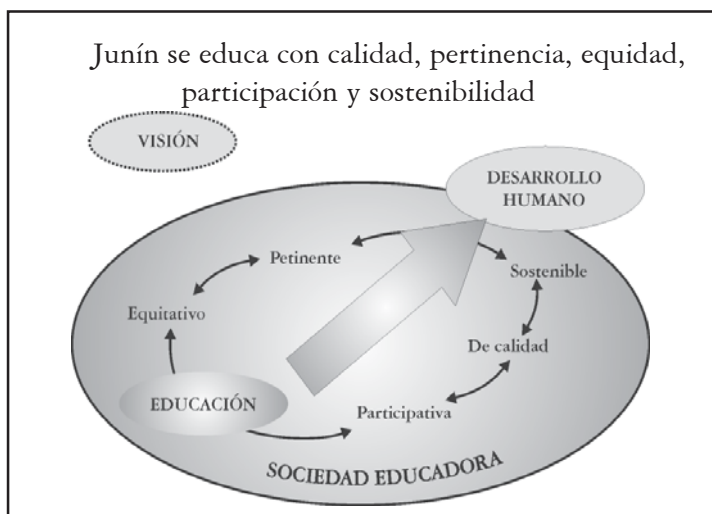 Junín se educa con calidad, pertinencia, equidad,
participación y sostenibilidad
VISIÓN
DESARROLLO
HUMANO
Petinente
Sostenible
Equitativo
De calidad
EDUCACIÓN
Participativa
SOCIEDAD EDUCADORA